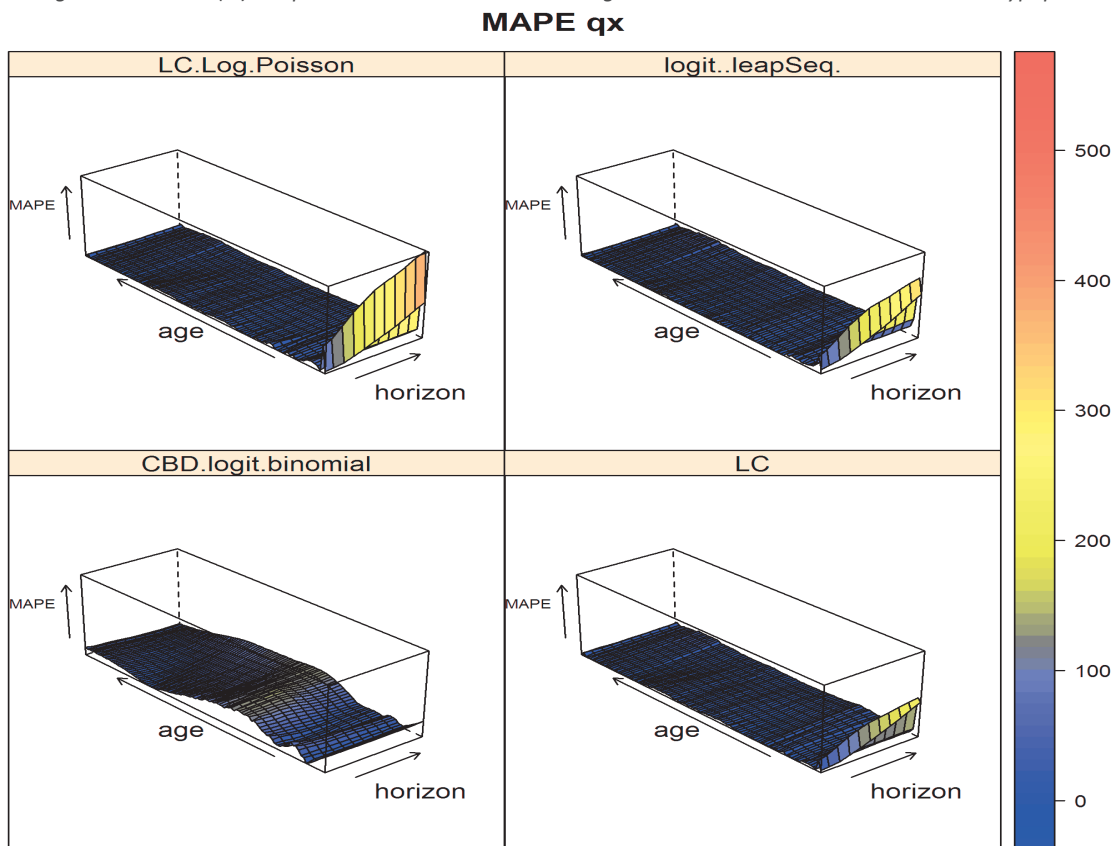 MAPE qx
LC.Log.Poisson
logit..leapSeq.
MAPE
age
horizon
MAPE
age
horizon
CBD.logit.binomial
LC
MAPE
age
horizon
MAPE
age
horizon
500
400
300
200
100
0